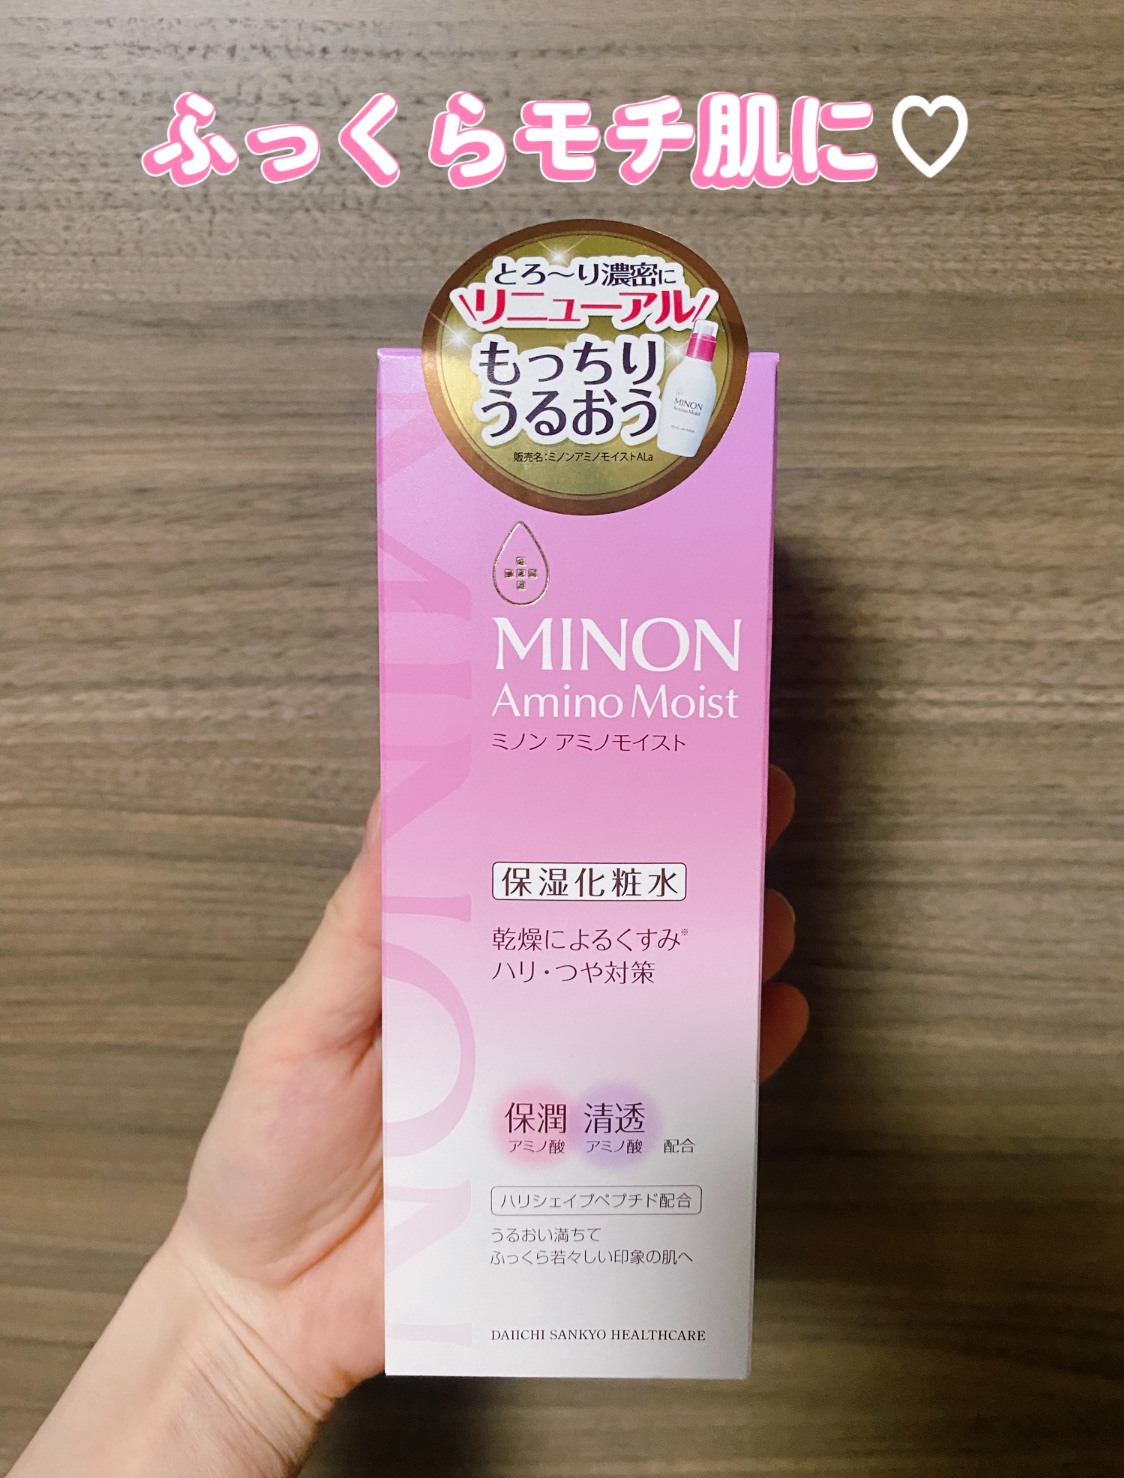 ふっくらモチ肌に♡
とろ〜り濃密に
\リニューアル/
もっちり
うるおう
MINON
Amino Moist
販売名:ミノンアミノモイストALa
MINON
MINON
Amino Moist
ミノン アミノモイスト
保湿化粧水
乾燥によるくすみ※
ハリ・つや対策
保潤 清透
アミノ酸 アミノ酸 配合
ハリシェイプペプチド配合
うるおい満ちて
ふっくら若々しい印象の肌へ
DAIICHI SANKYO HEALTHCARE